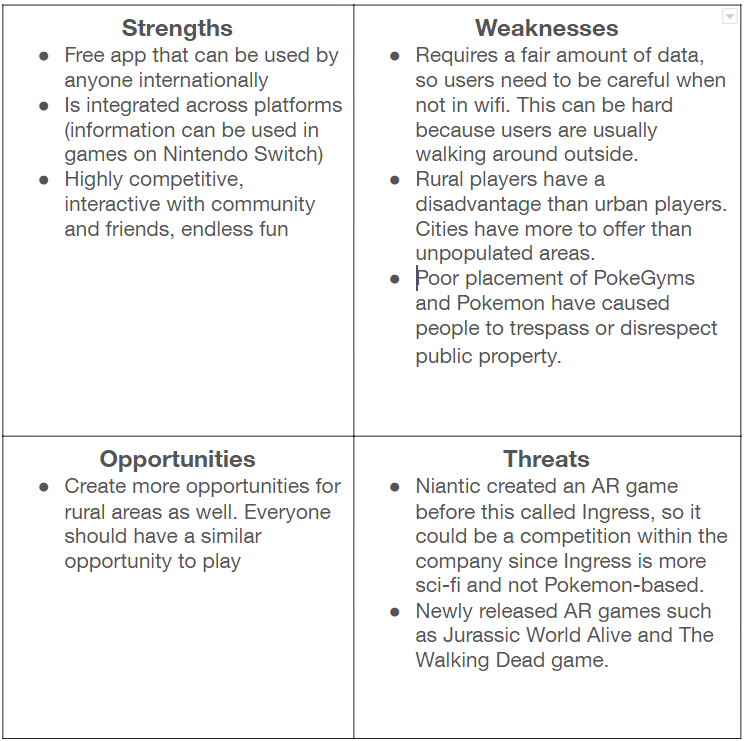 Strengths
● Free app that can be used by
anyone internationally
● Is integrated across platforms
(information can be used in
games on Nintendo Switch)
● Highly competitive,
interactive with community
and friends, endless fun
Weaknesses
● Requires a fair amount of data,
so users need to be careful when
not in wifi. This can be hard
because users are usually
walking around outside.
● Rural players have a
disadvantage than urban players.
Cities have more to offer than
unpopulated areas.
● Poor placement of PokeGyms
and Pokemon have caused
people to trespass or disrespect
public property.
Opportunities
● Create more opportunities for
rural areas as well. Everyone
should have a similar
opportunity to play
Threats
● Niantic created an AR game
before this called Ingress, so it
could be a competition within the
company since Ingress is more
sci-fi and not Pokemon-based.
● Newly released AR games such
as Jurassic World Alive and The
Walking Dead game.